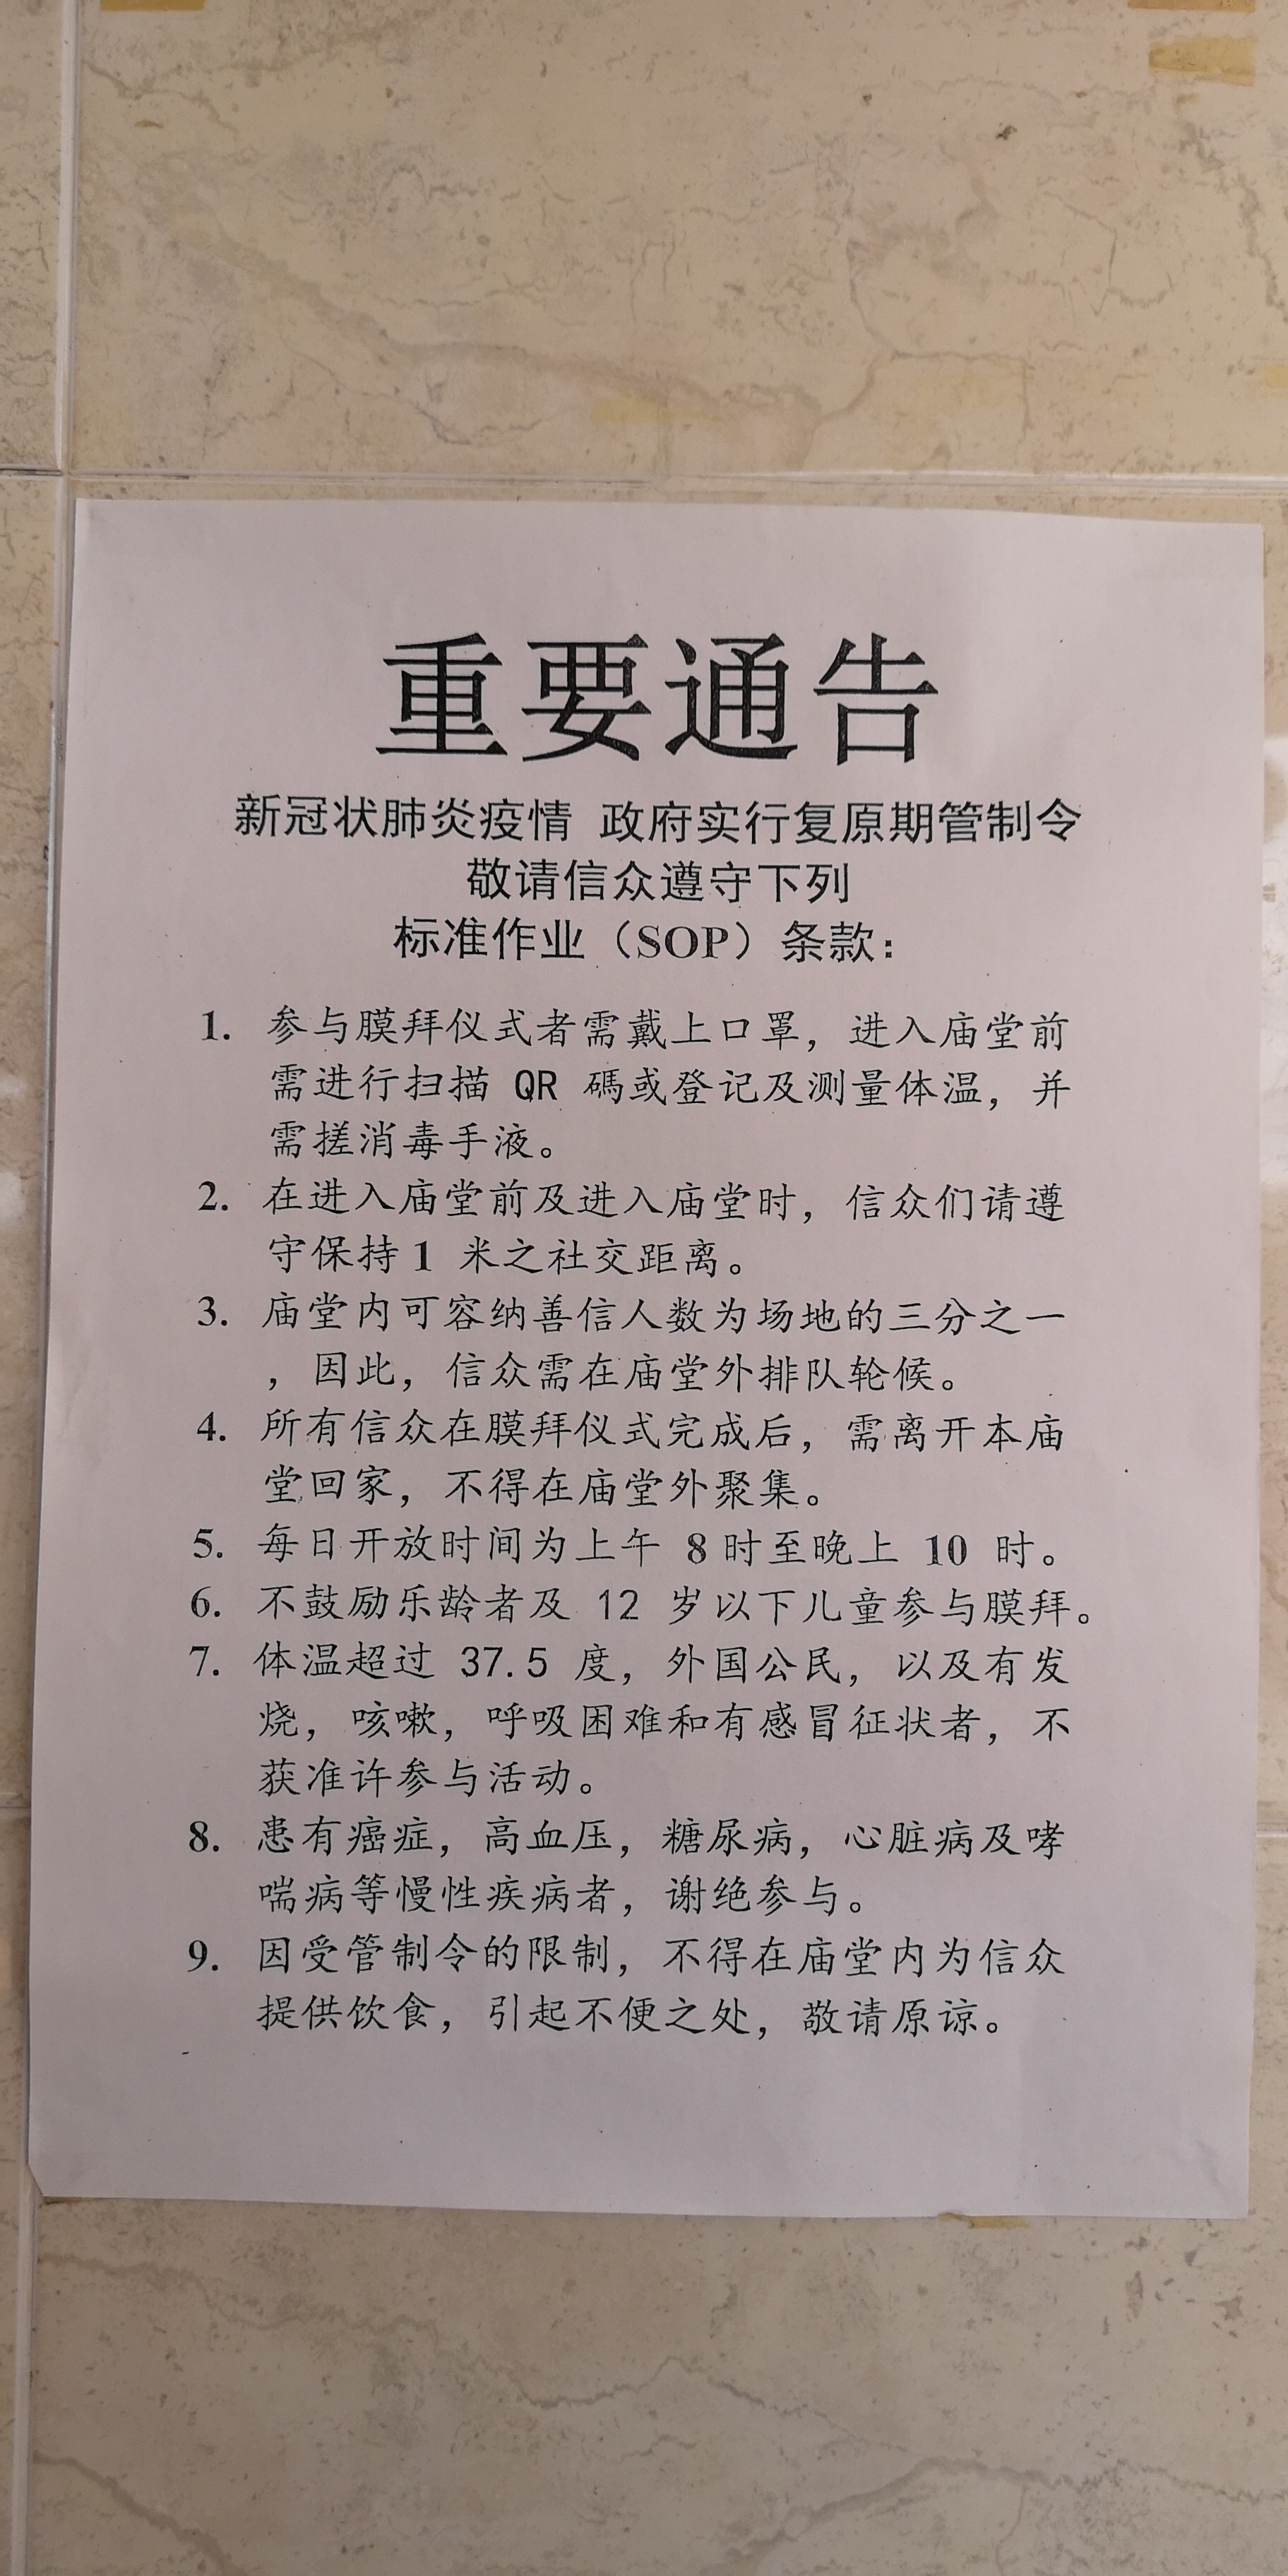 重要通告
新冠状肺炎疫情 政府实行复原期管制令
敬请信众遵守下列
标准作业（SOP）条款：
1. 参与膜拜仪式者需戴上口罩，进入庙堂前
需进行扫描 QR 碼或登记及测量体温，并
需搓消毒手液。
2. 在进入庙堂前及进入庙堂时，信众们请遵
守保持 1 米之社交距离。
3. 庙堂内可容纳善信人数为场地的三分之一
，因此，信众需在庙堂外排队轮候。
4. 所有信众在膜拜仪式完成后，需离开本庙
堂回家，不得在庙堂外聚集。
5. 每日开放时间为上午 8 时至晚上 10 时。
6. 不鼓励乐龄者及 12 岁以下儿童参与膜拜。
7. 体温超过 37.5 度，外国公民，以及有发
烧，咳嗽，呼吸困难和有感冒征状者，不
获准许参与活动。
8. 患有癌症，高血压，糖尿病，心脏病及哮
喘病等慢性疾病者，谢绝参与。
9. 因受管制令的限制，不得在庙堂内为信众
提供饮食，引起不便之处，敬请原谅。